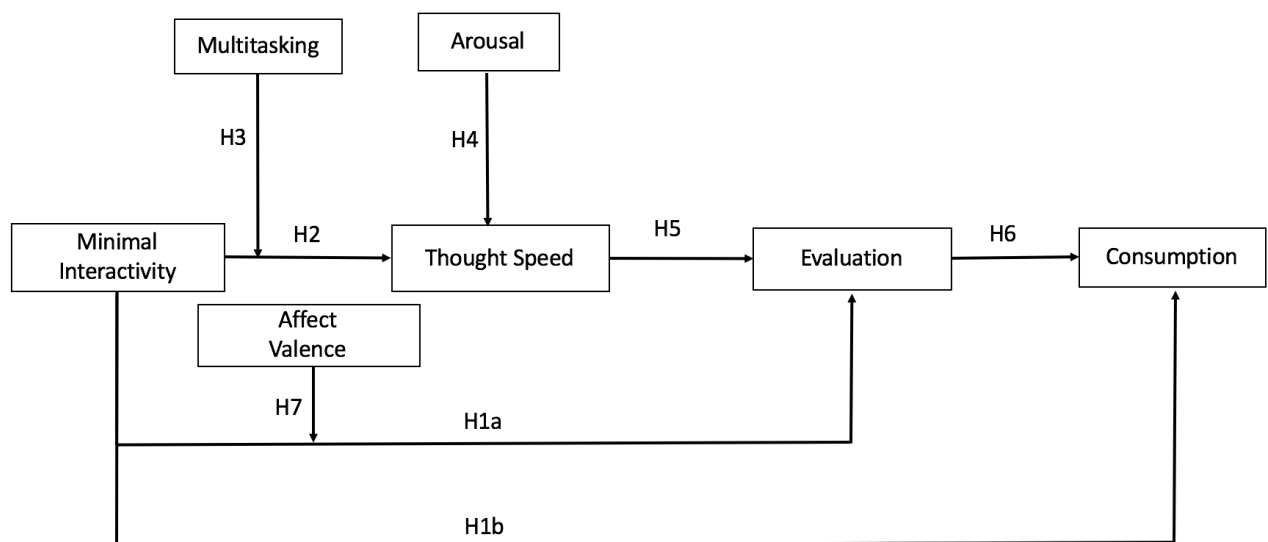 Multitasking
Arousal
H3
H4
Minimal
Interactivity
H2
Thought Speed
H5
Evaluation
H6
Consumption
Affect
Valence
H7
H1a
H1b